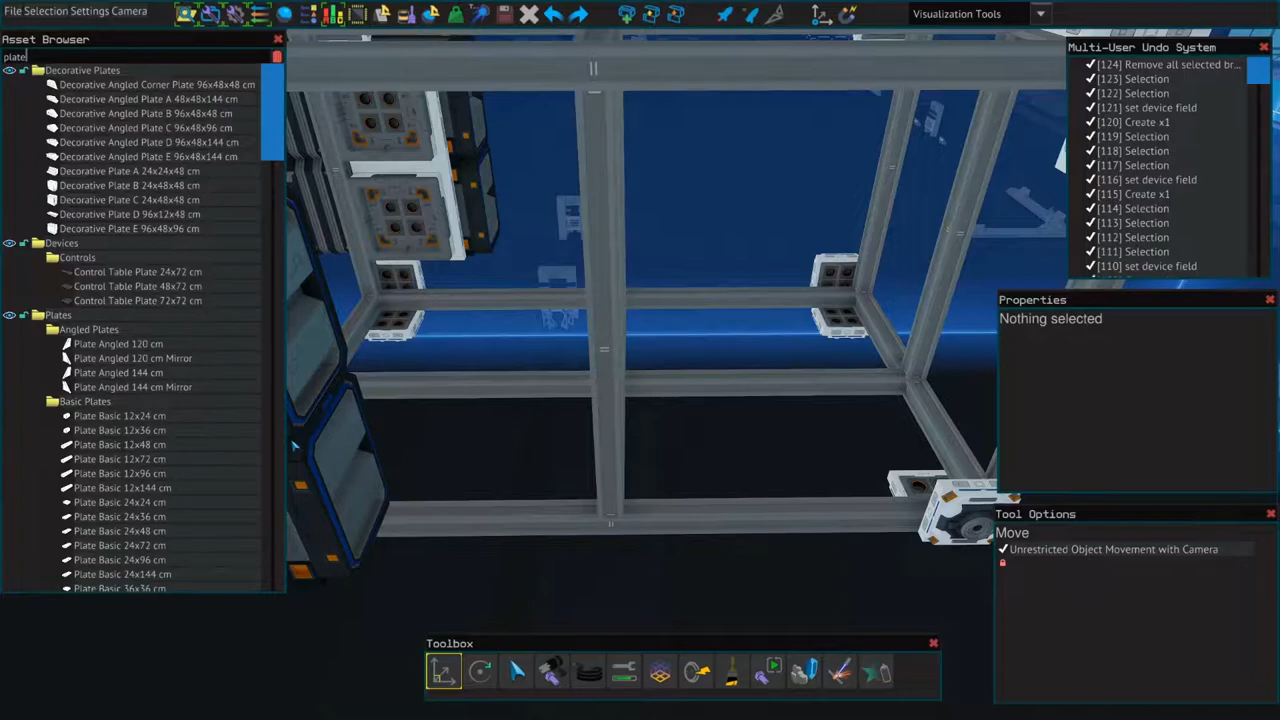 File Selection Settings Camera
Visualization Tools
Asset Browser
plate
Decorative Plates
Decorative Angled Corner Plate 96x48x48 cm
Decorative Angled Plate A 48x48x144 cm
Decorative Angled Plate B 96x48x48 cm
Decorative Angled Plate C 96x48x96 cm
Decorative Angled Plate D 96x48x144 cm
Decorative Angled Plate E 96x48x144 cm
Decorative Plate A 24x24x48 cm
Decorative Plate B 24x48x48 cm
Decorative Plate C 24x48x48 cm
Decorative Plate D 96x12x48 cm
Decorative Plate E 96x48x96 cm
Devices
Controls
Control Table Plate 24x72 cm
Control Table Plate 48x72 cm
Control Table Plate 72x72 cm
Plates
Angled Plates
Plate Angled 120 cm
Plate Angled 120 cm Mirror
Plate Angled 144 cm
Plate Angled 144 cm Mirror
Basic Plates
Plate Basic 12x24 cm
Plate Basic 12x36 cm
Plate Basic 12x48 cm
Plate Basic 12x72 cm
Plate Basic 12x96 cm
Plate Basic 12x144 cm
Plate Basic 24x24 cm
Plate Basic 24x36 cm
Plate Basic 24x48 cm
Plate Basic 24x72 cm
Plate Basic 24x96 cm
Plate Basic 24x144 cm
Plate Basic 36x36 cm
Multi-User Undo System
[124] Remove all selected br...
[123] Selection
[122] Selection
[121] set device field
[120] Create x1
[119] Selection
[118] Selection
[117] Selection
[116] set device field
[115] Create x1
[114] Selection
[113] Selection
[112] Selection
[111] Selection
[110] set device field
Properties
Nothing selected
Tool Options
Move
Unrestricted Object Movement with Camera
Toolbox